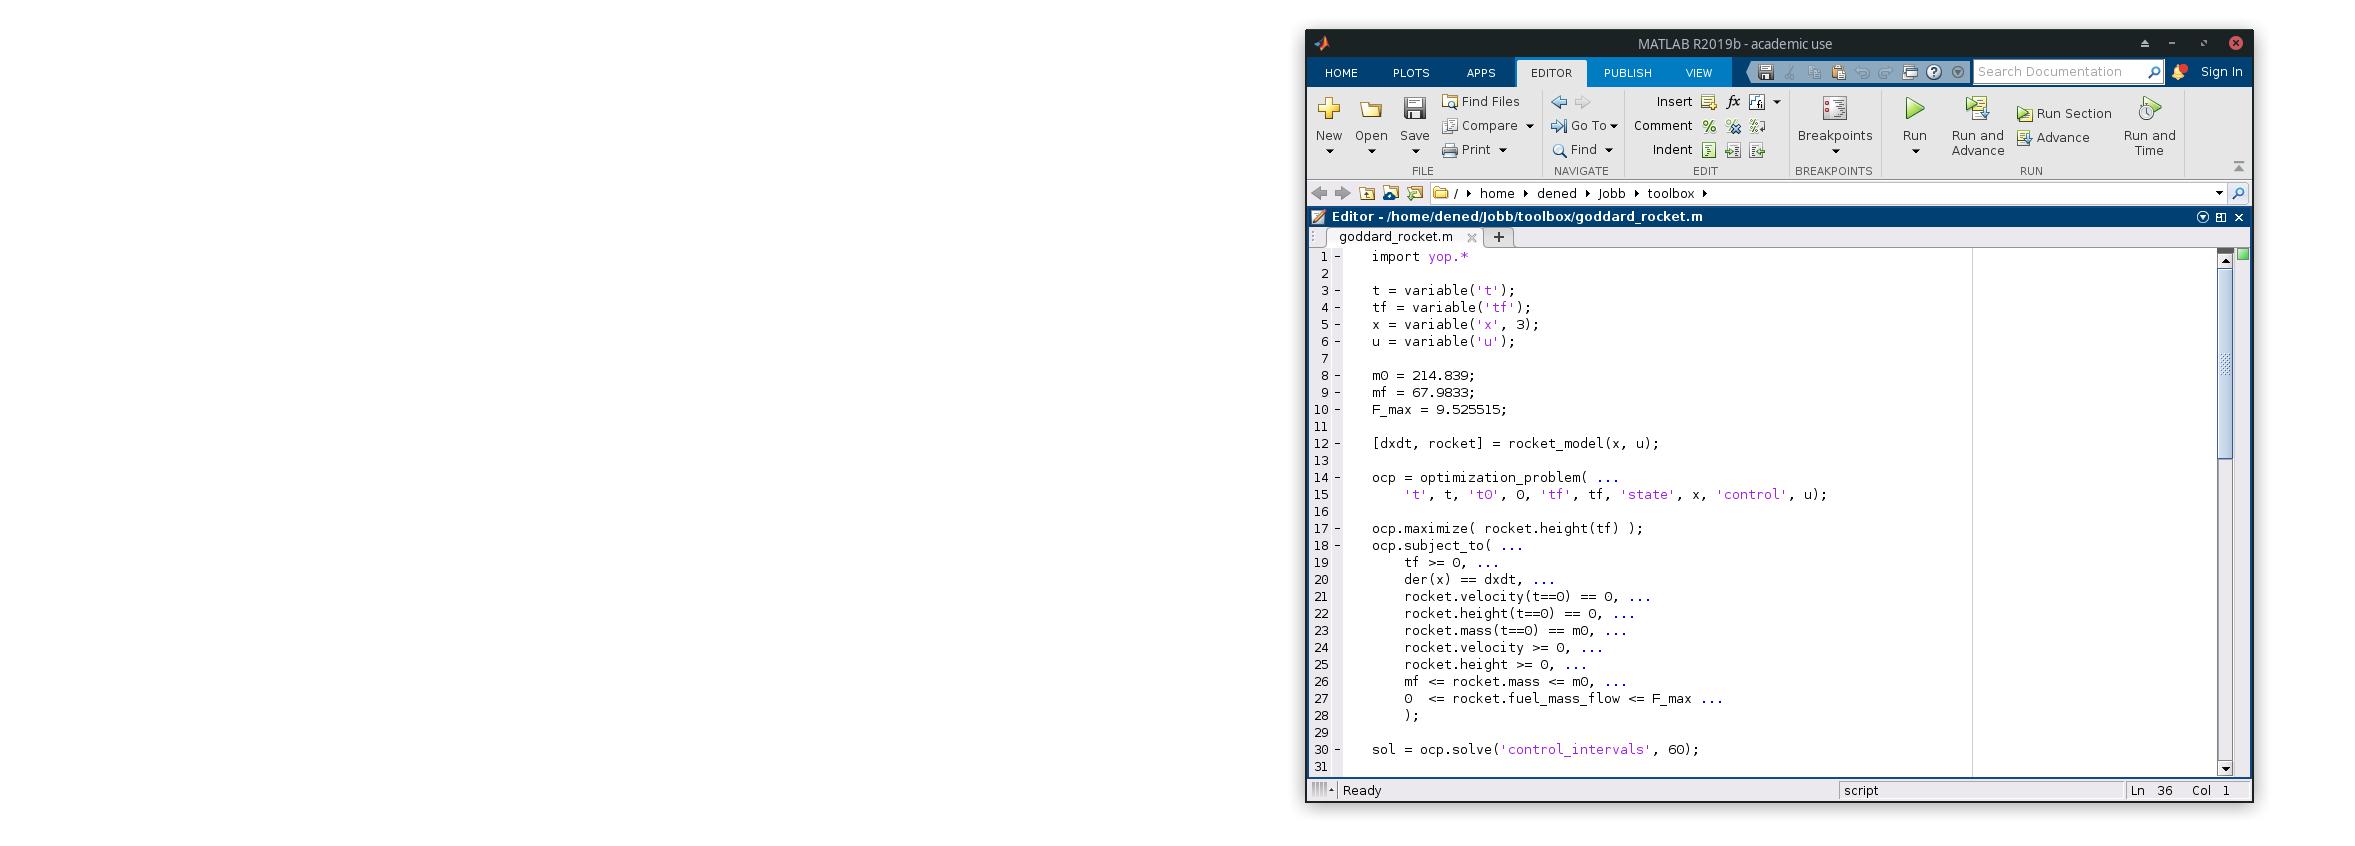 MATLAB R2019b - academic use
HOME PLOTS APPS EDITOR PUBLISH VIEW Search Documentation Sign In
Find Files Insert fx Run Section
New Open Save Compare Go To Comment Breakpoints Run Run and Advance Advance Run and Time
Print Find Indent
FILE NAVIGATE EDIT BREAKPOINTS RUN
/ home dened Jobb toolbox
Editor - /home/dened/Jobb/toolbox/goddard_rocket.m
goddard_rocket.m +
1 - import yop.*
2
3 - t = variable('t');
4 - tf = variable('tf');
5 - x = variable('x', 3);
6 - u = variable('u');
7
8 - m0 = 214.839;
9 - mf = 67.9833;
10 - F_max = 9.525515;
11
12 - [dxdt, rocket] = rocket_model(x, u);
13
14 - ocp = optimization_problem( ...
15 't', t, 't0', 0, 'tf', tf, 'state', x, 'control', u);
16
17 - ocp.maximize( rocket.height(tf) );
18 - ocp.subject_to( ...
19 tf >= 0, ...
20 der(x) == dxdt, ...
21 rocket.velocity(t==0) == 0, ...
22 rocket.height(t==0) == 0, ...
23 rocket.mass(t==0) == m0, ...
24 rocket.velocity >= 0, ...
25 rocket.height >= 0, ...
26 mf <= rocket.mass <= m0, ...
27 0 <= rocket.fuel_mass_flow <= F_max ...
28 );
29
30 - sol = ocp.solve('control_intervals', 60);
31
Ready script Ln 36 Col 1